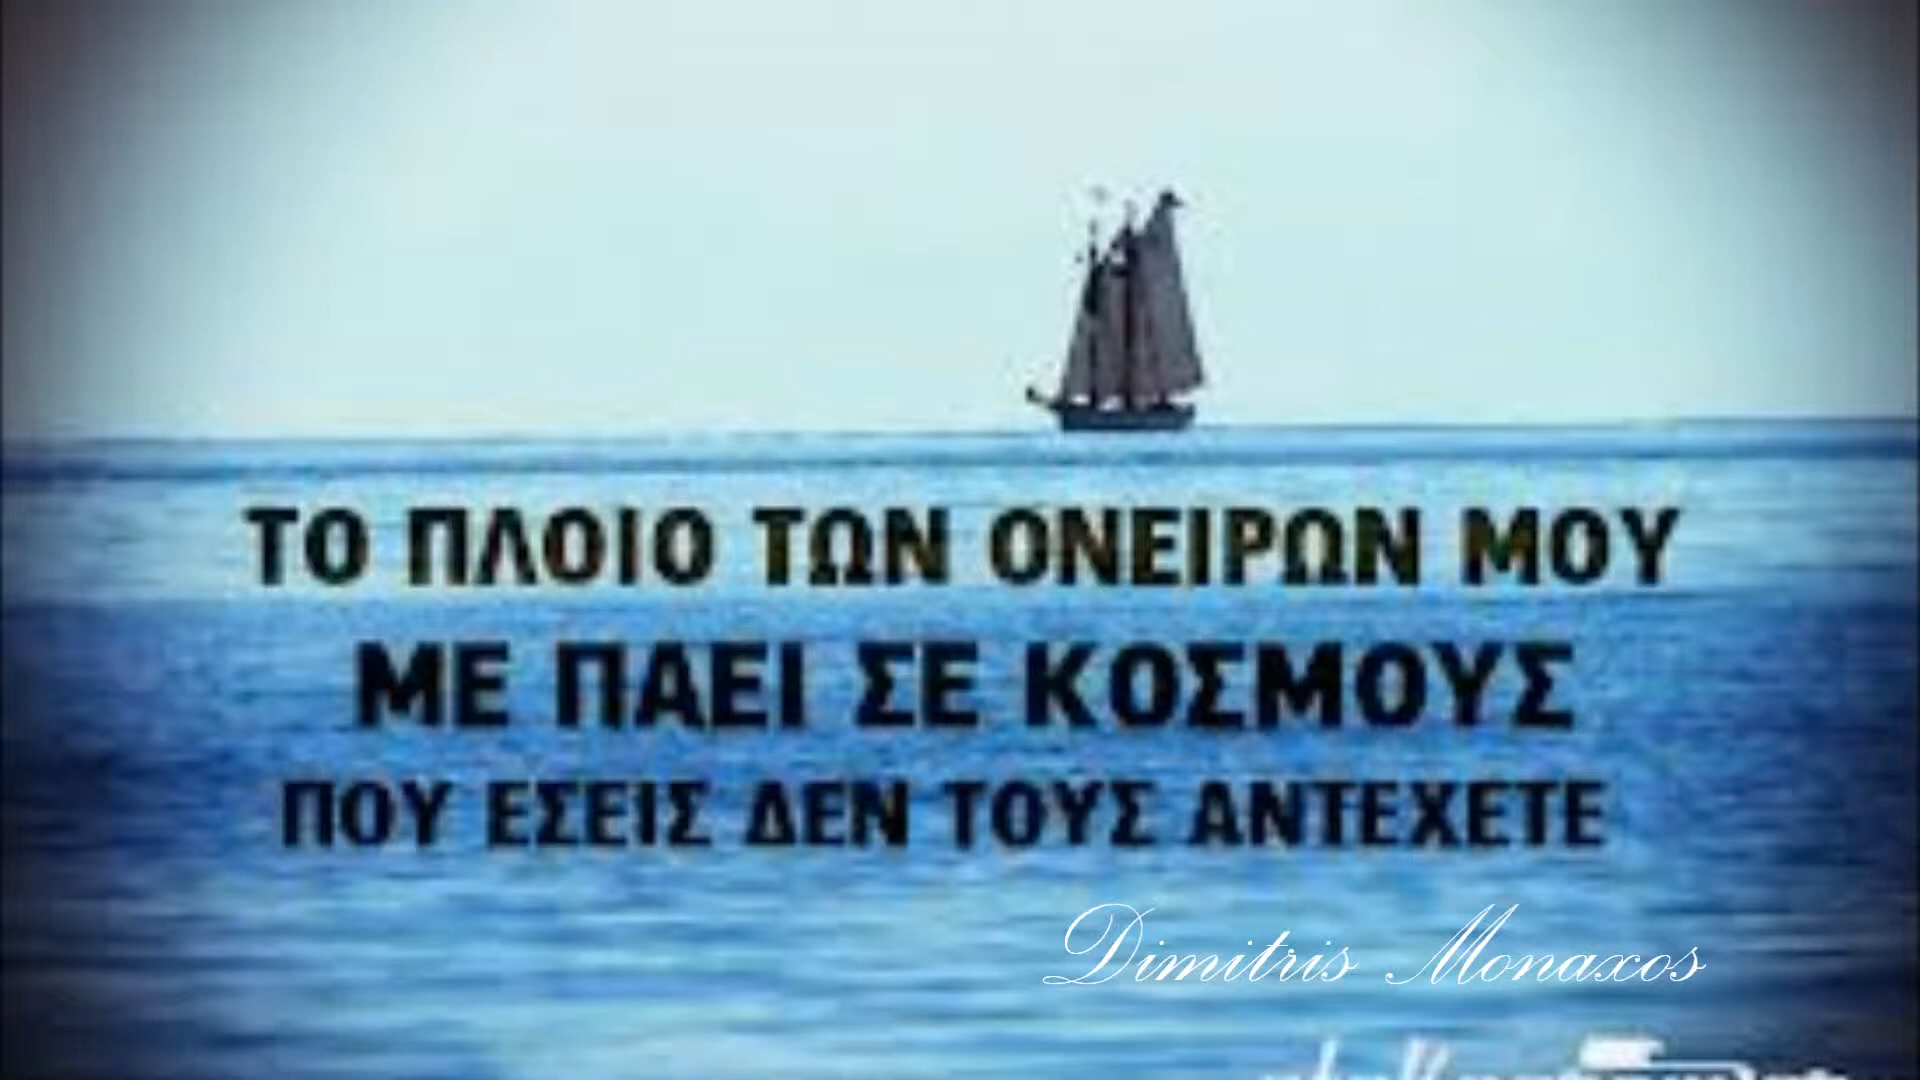 ΤΟ ΠΛΟΙΟ ΤΩΝ ΟΝΕΙΡΩΝ ΜΟΥ
ΜΕ ΠΑΕΙ ΣΕ ΚΟΣΜΟΥΣ
ΠΟΥ ΕΣΕΙΣ ΔΕΝ ΤΟΥΣ ΑΝΤΕΧΕΤΕ
Dimitris Monaxos